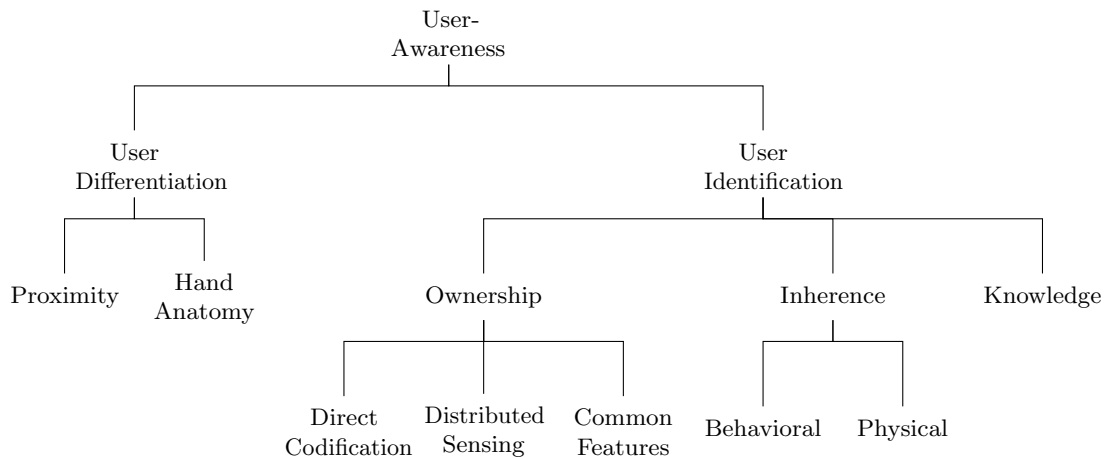 User-
Awareness
User
Differentiation
User
Identification
Proximity
Hand
Anatomy
Ownership
Inherence
Knowledge
Direct
Codification
Distributed
Sensing
Common
Features
Behavioral
Physical